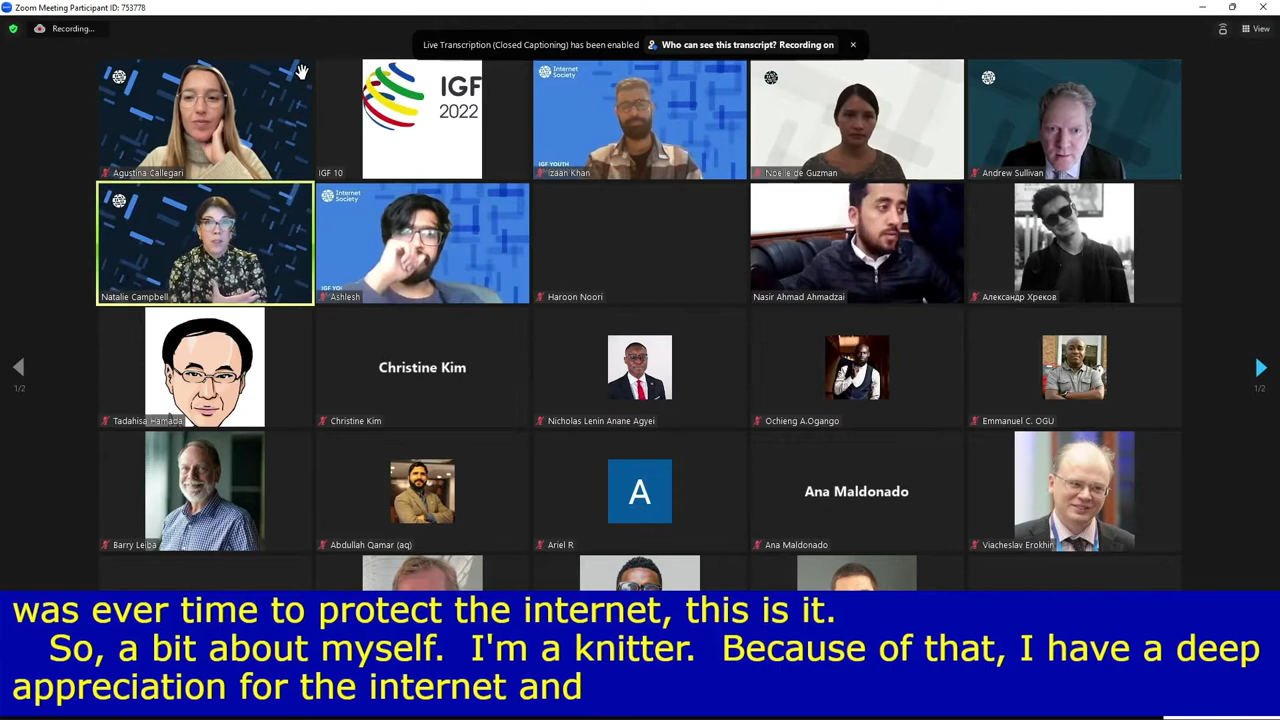 Zoom Meeting Participant ID: 753778
Recording...
Live Transcription (Closed Captioning) has been enabled
Who can see this transcript? Recording on
View
Agustina Callegari
IGF
2022
IGF 10
Internet
Society
IGF YOUTH
Izaan Khan
Noelle de Guzman
Andrew Sullivan
Natalie Campbell
Internet
Society
Ashlesh
Haroon Noori
Nasir Ahmad Ahmadzai
Александр Хреков
1/2
Tadahisa Hamada
Christine Kim
Christine Kim
Nicholas Lenin Anane Agyei
Ochieng A.Ogango
Emmanuel C. OGU
1/2
Barry Leiba
Abdullah Qamar (aq)
A
Ariel R
Ana Maldonado
Ana Maldonado
Viacheslav Erokhin
was ever time to protect the internet, this is it.
So, a bit about myself. I'm a knitter. Because of that, I have a deep
appreciation for the internet and